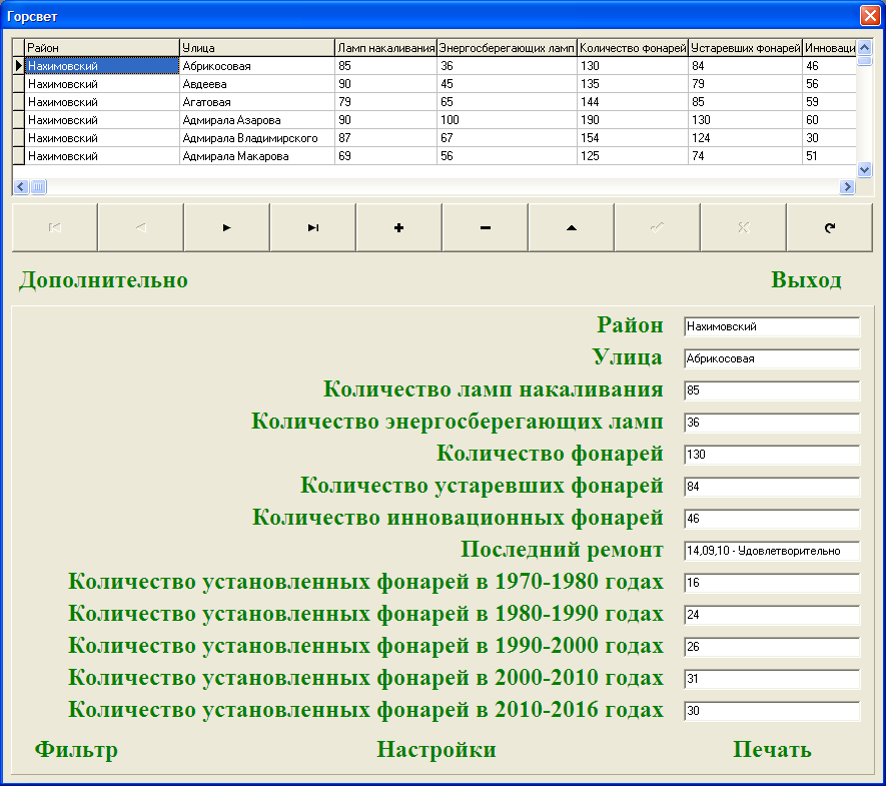 Горсвет
Район Улица Ламп накаливания Энергосберегающих ламп Количество фонарей Устаревших фонарей Инноваци
Нахимовский Абрикосовая 85 36 130 84 46
Нахимовский Авдеева 90 45 135 79 56
Нахимовский Агатовая 79 65 144 85 59
Нахимовский Адмирала Азарова 90 100 190 130 60
Нахимовский Адмирала Владимирского 87 67 154 124 30
Нахимовский Адмирала Макарова 69 56 125 74 51
Дополнительно Выход
Район Нахимовский
Улица Абрикосовая
Количество ламп накаливания 85
Количество энергосберегающих ламп 36
Количество фонарей 130
Количество устаревших фонарей 84
Количество инновационных фонарей 46
Последний ремонт 14,09,10 - Удовлетворительно
Количество установленных фонарей в 1970-1980 годах 16
Количество установленных фонарей в 1980-1990 годах 24
Количество установленных фонарей в 1990-2000 годах 26
Количество установленных фонарей в 2000-2010 годах 31
Количество установленных фонарей в 2010-2016 годах 30
Фильтр Настройки Печать